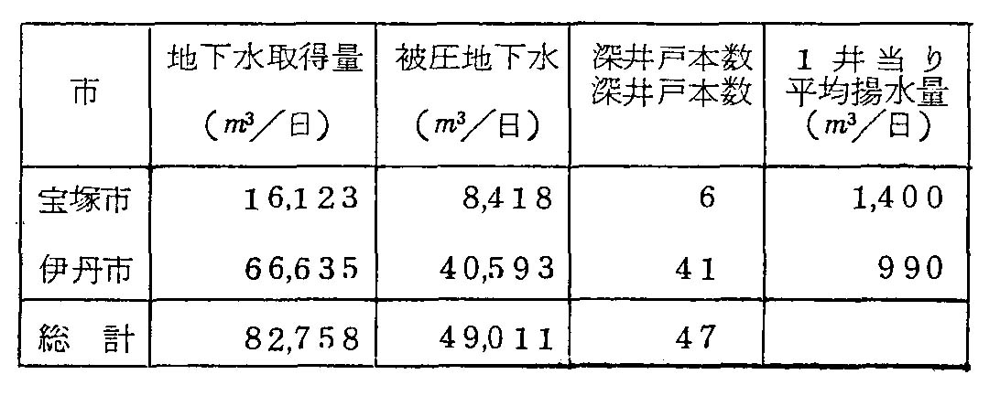 市 地下水取得量 (m³/日) 被圧地下水 (m³/日) 深井戸本数 深井戸本数 1井当り 平均揚水量 (m³/日)
宝塚市 16,123 8,418 6 1,400
伊丹市 66,635 40,593 41 990
総計 82,758 49,011 47